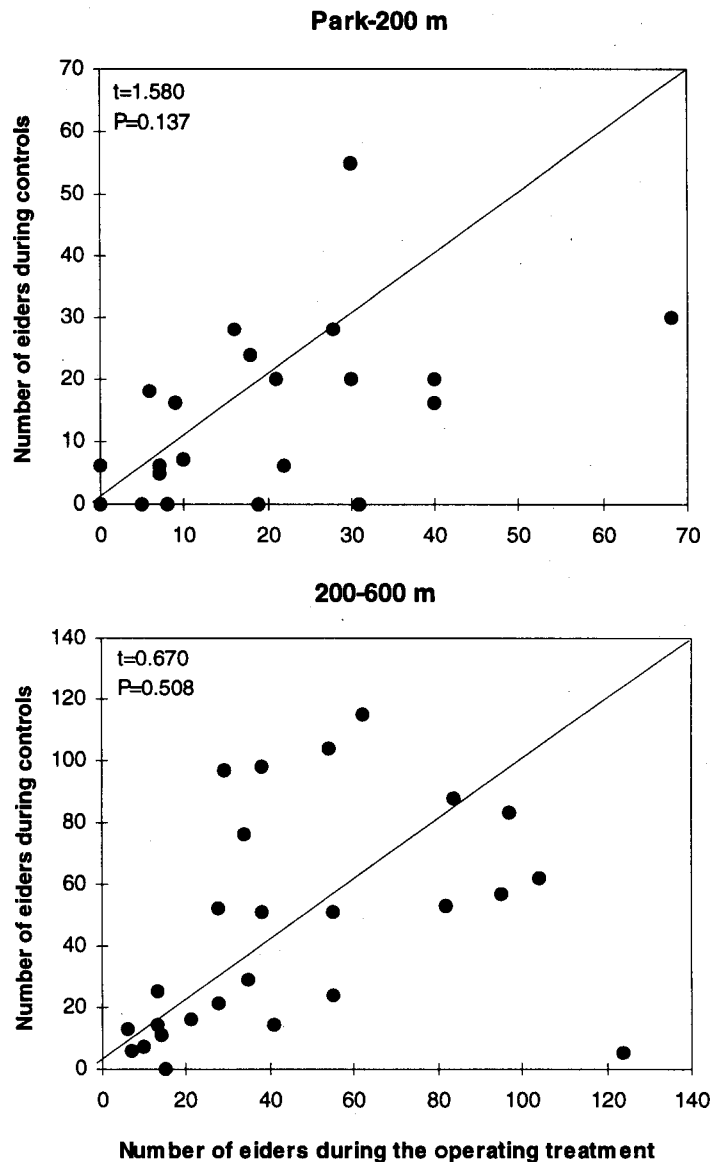 Park-200 m
t=1.580
P=0.137
Number of eiders during controls
70
60
50
40
30
20
10
0
0 10 20 30 40 50 60 70
200-600 m
t=0.670
P=0.508
Number of eiders during controls
140
120
100
80
60
40
20
0
0 20 40 60 80 100 120 140
Number of eiders during the operating treatment